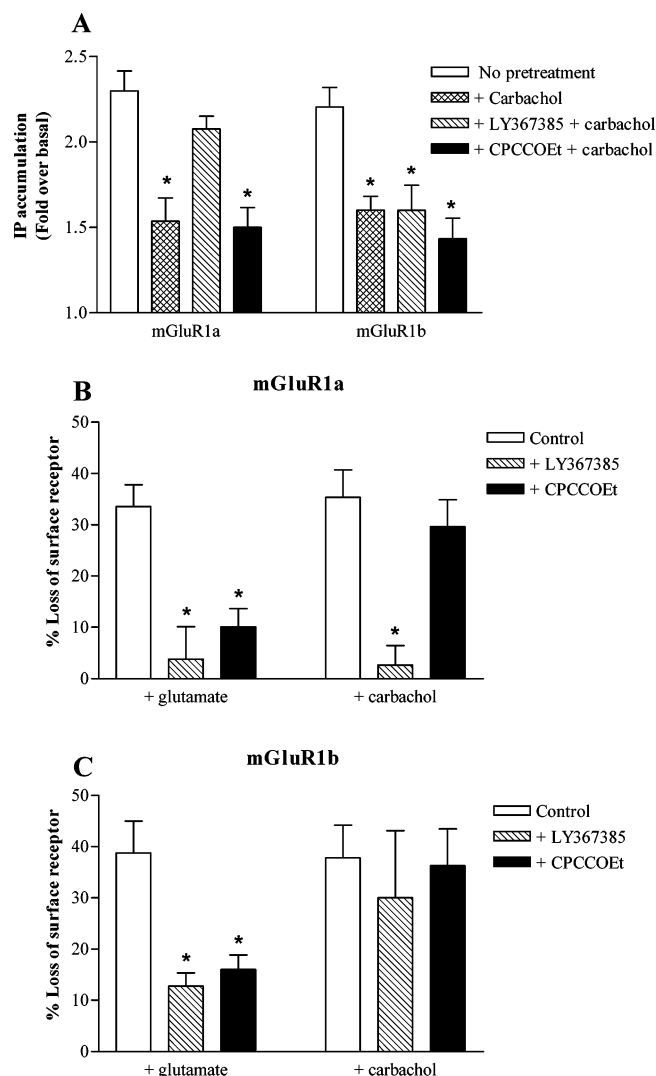 A
IP accumulation
(Fold over basal)
2.5
2.0
1.5
1.0
No pretreatment
+ Carbachol
+ LY367385 + carbachol
+ CPCCOEt + carbachol
*
*
*
*
*
mGluR1a
mGluR1b
B
mGluR1a
% Loss of surface receptor
50
40
30
20
10
0
Control
+ LY367385
+ CPCCOEt
*
*
*
+ glutamate
+ carbachol
C
mGluR1b
% Loss of surface receptor
50
40
30
20
10
0
Control
+ LY367385
+ CPCCOEt
*
*
+ glutamate
+ carbachol